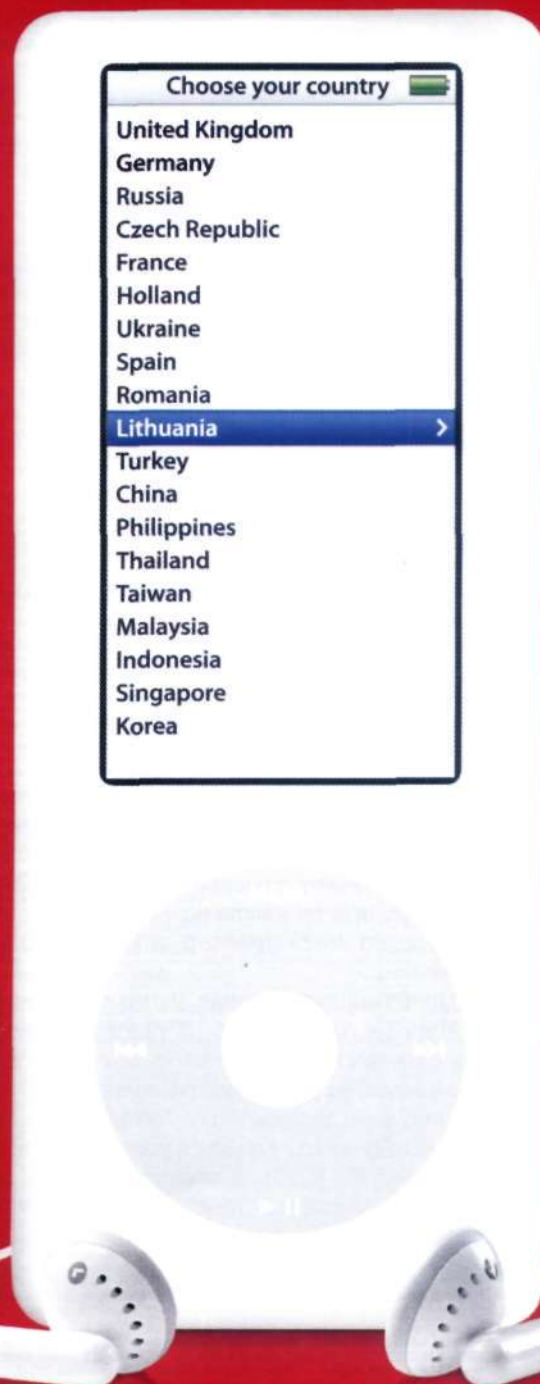 Choose your country
United Kingdom
Germany
Russia
Czech Republic
France
Holland
Ukraine
Spain
Romania
Lithuania
Turkey
China
Philippines
Thailand
Taiwan
Malaysia
Indonesia
Singapore
Korea